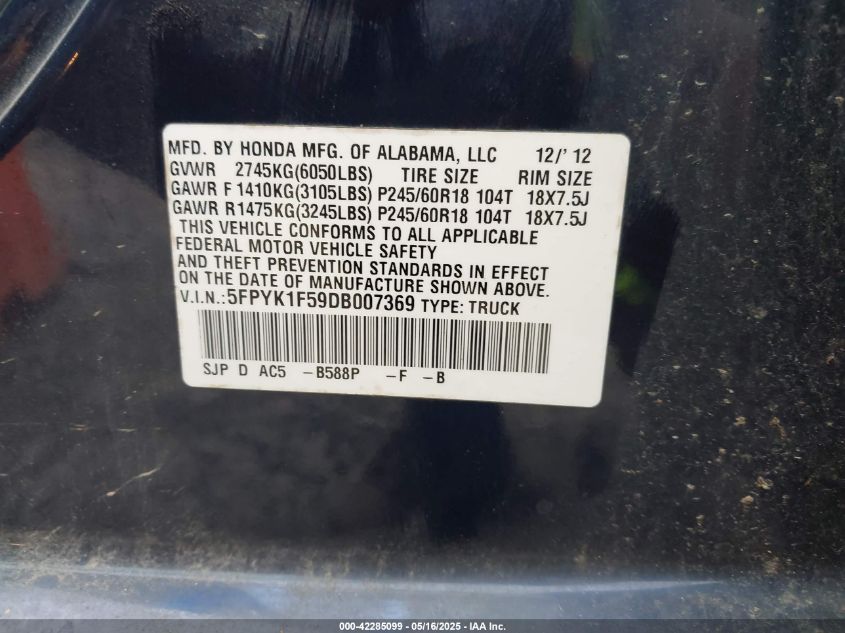 MFD. BY HONDA MFG. OF ALABAMA, LLC 12/'12
GVWR 2745KG(6050LBS) TIRE SIZE RIM SIZE
GAWR F 1410KG(3105LBS) P245/60R18 104T 18X7.5J
GAWR R1475KG(3245LBS) P245/60R18 104T 18X7.5J
THIS VEHICLE CONFORMS TO ALL APPLICABLE
FEDERAL MOTOR VEHICLE SAFETY
AND THEFT PREVENTION STANDARDS IN EFFECT
ON THE DATE OF MANUFACTURE SHOWN ABOVE.
V.I.N.:5FPYK1F59DB007369 TYPE: TRUCK
SJP D AC5 -B588P -F -B
000-42285099 - 05/16/2025 - IAA Inc.